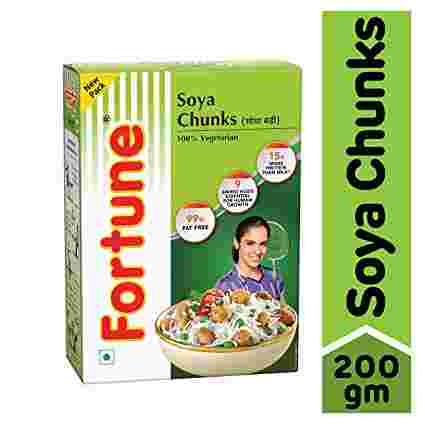 New
Pack
Fortune
Soya
Chunks (सोया बड़ी)
100% Vegetarian
15x
MORE
PROTEIN
THAN MILK
9
AMINO ACIDS
ESSENTIAL
FOR HUMAN
GROWTH
99%
FAT FREE
Soya Chunks
200
gm